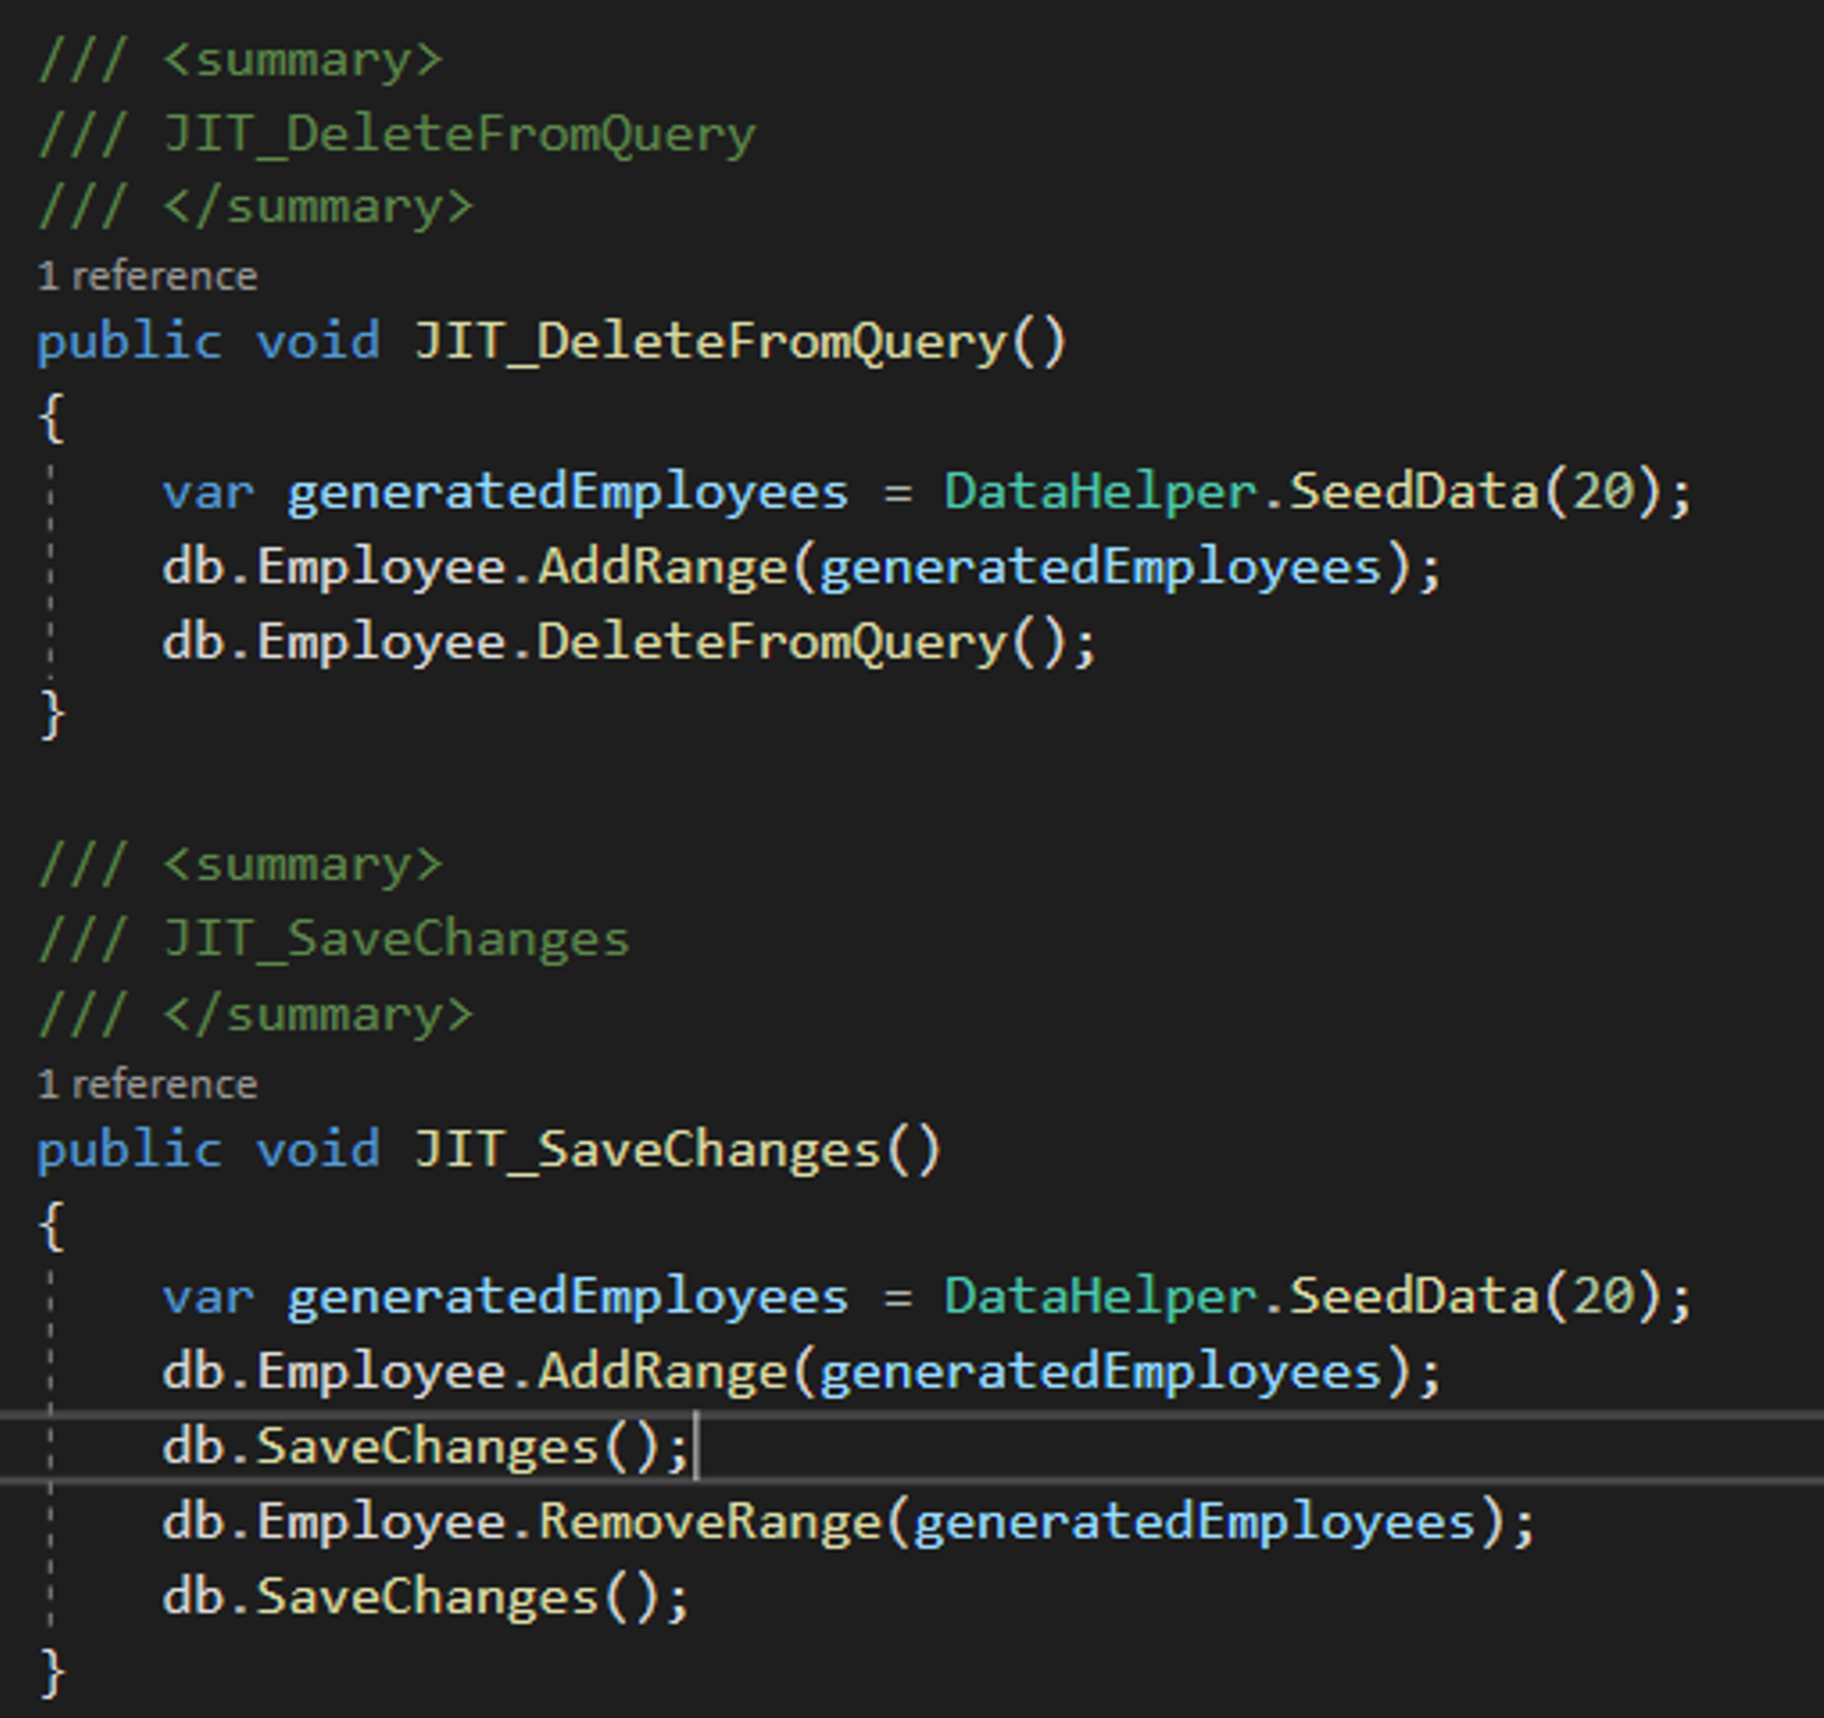 /// <summary>
/// JIT_DeleteFromQuery
/// </summary>
1 reference
public void JIT_DeleteFromQuery()
{
var generatedEmployees = DataHelper.SeedData(20);
db.Employee.AddRange(generatedEmployees);
db.Employee.DeleteFromQuery();
}
/// <summary>
/// JIT_SaveChanges
/// </summary>
1 reference
public void JIT_SaveChanges()
{
var generatedEmployees = DataHelper.SeedData(20);
db.Employee.AddRange(generatedEmployees);
db.SaveChanges();
db.Employee.RemoveRange(generatedEmployees);
db.SaveChanges();
}